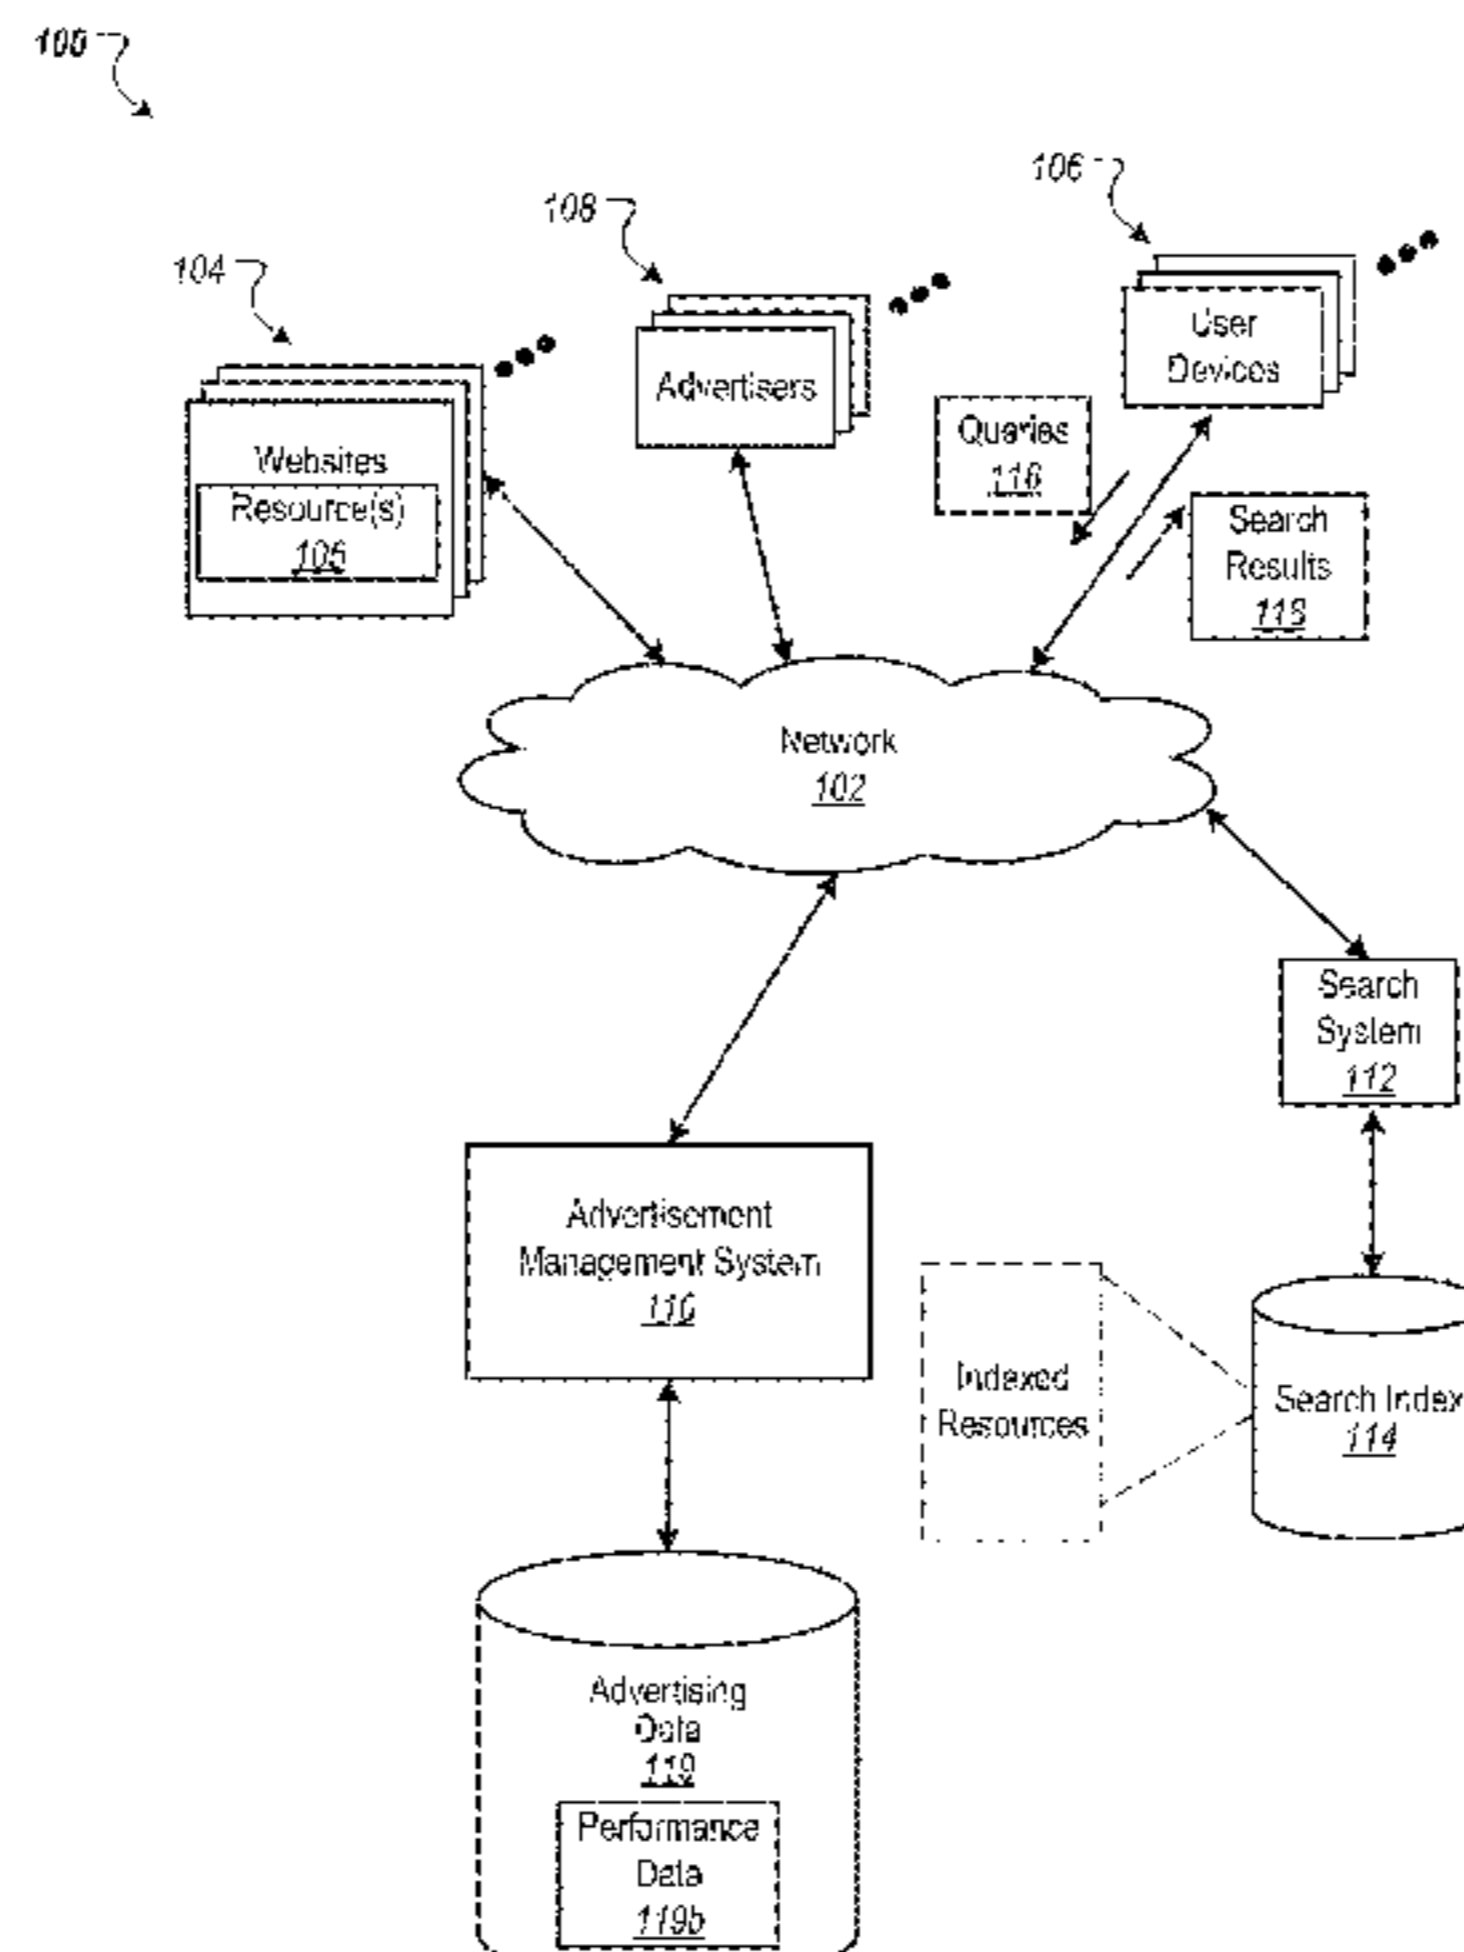 100
106
108
104
User
Devices
Advertisers
Queries
116
Websites
Resource(s)
105
Search
Results
118
Network
102
Search
System
112
Advertisement
Management System
110
Indexed
Resources
Search Index
114
Advertising
Data
119
Performance
Data
119b